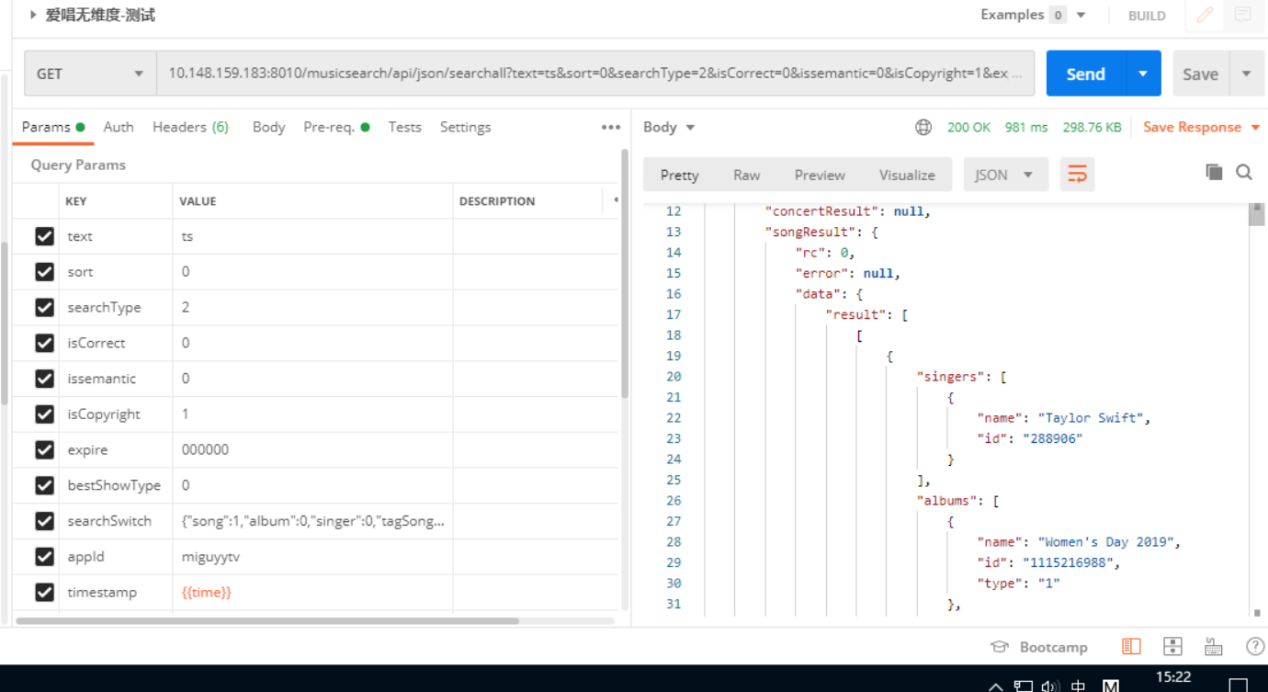 爱唱无维度-测试
Examples 0 BUILD
GET 10.148.159.183:8010/musicsearch/api/json/searchall?text=ts&sort=0&searchType=2&isCorrect=0&issemantic=0&isCopyright=1&ex ... Send Save
Params Auth Headers (6) Body Pre-req. Tests Settings ...
Query Params
KEY VALUE DESCRIPTION
text ts
sort 0
searchType 2
isCorrect 0
issemantic 0
isCopyright 1
expire 000000
bestShowType 0
searchSwitch {"song":1,"album":0,"singer":0,"tagSong...
appId miguyytv
timestamp {{time}}
Body 200 OK 981 ms 298.76 KB Save Response
Pretty Raw Preview Visualize JSON
12 "concertResult": null,
13 "songResult": {
14 "rc": 0,
15 "error": null,
16 "data": {
17 "result": [
18 [
19 {
20 "singers": [
21 {
22 "name": "Taylor Swift",
23 "id": "288906"
24 }
25 ],
26 "albums": [
27 {
28 "name": "Women's Day 2019",
29 "id": "1115216988",
30 "type": "1"
31 },
Bootcamp
中 M 15:22